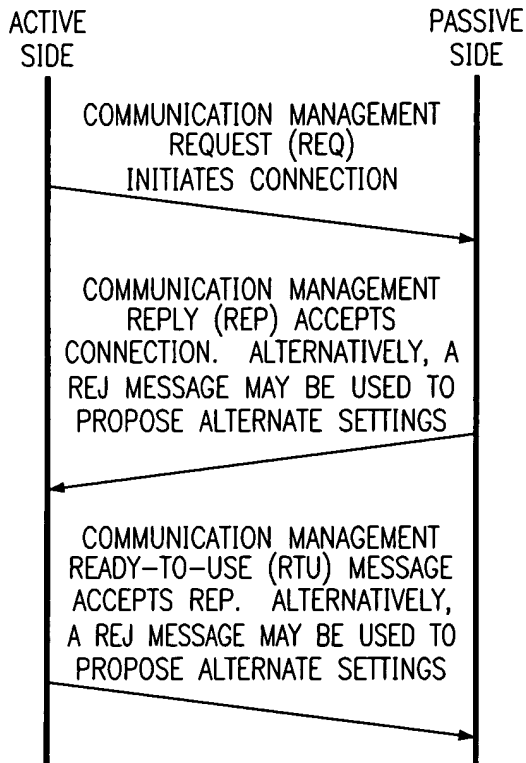 ACTIVE
SIDE
PASSIVE
SIDE
COMMUNICATION MANAGEMENT
REQUEST (REQ)
INITIATES CONNECTION
COMMUNICATION MANAGEMENT
REPLY (REP) ACCEPTS
CONNECTION. ALTERNATIVELY, A
REJ MESSAGE MAY BE USED TO
PROPOSE ALTERNATE SETTINGS
COMMUNICATION MANAGEMENT
READY-TO-USE (RTU) MESSAGE
ACCEPTS REP. ALTERNATIVELY,
A REJ MESSAGE MAY BE USED TO
PROPOSE ALTERNATE SETTINGS